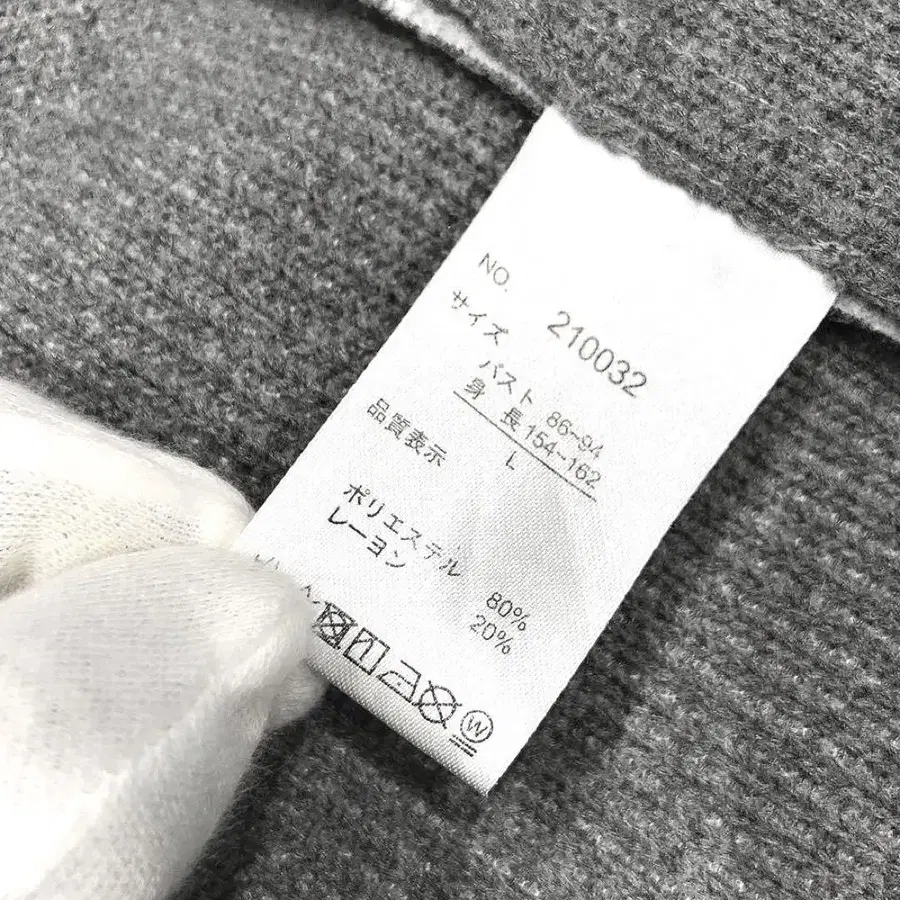 NO. 210032
サイズ
バスト 86~94
身 長 154~162
L
品質表示
ポリエステル 80%
レーヨン 20%
W